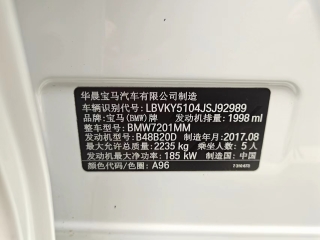 华晨宝马汽车有限公司制造
车辆识别代号: LBVKY5104JSJ92989
品牌: 宝马(BMW)牌 发动机排量: 1998 ml
整车型号: BMW7201MM
发动机型号: B48B20D 制造年月: 2017.08
最大允许总质量: 2235 kg 乘坐人数: 5 人
发动机最大净功率: 185 kW 制造国: 中国
颜色代码/色圈: A96